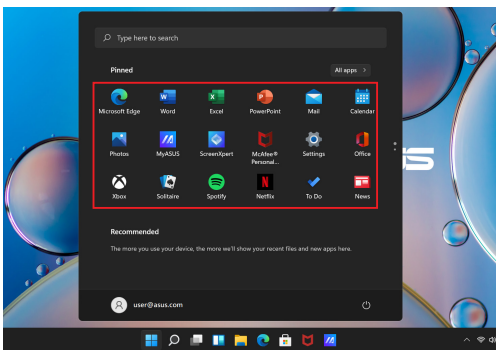 Type here to search
Pinned
All apps >
Microsoft Edge Word Excel PowerPoint Mail Calendar
Photos MyASUS ScreenXpert McAfee® Personal... Settings Office
Xbox Solitaire Spotify Netflix To Do News
Recommended
The more you use your device, the more we'll show your recent files and new apps here.
user@asus.com